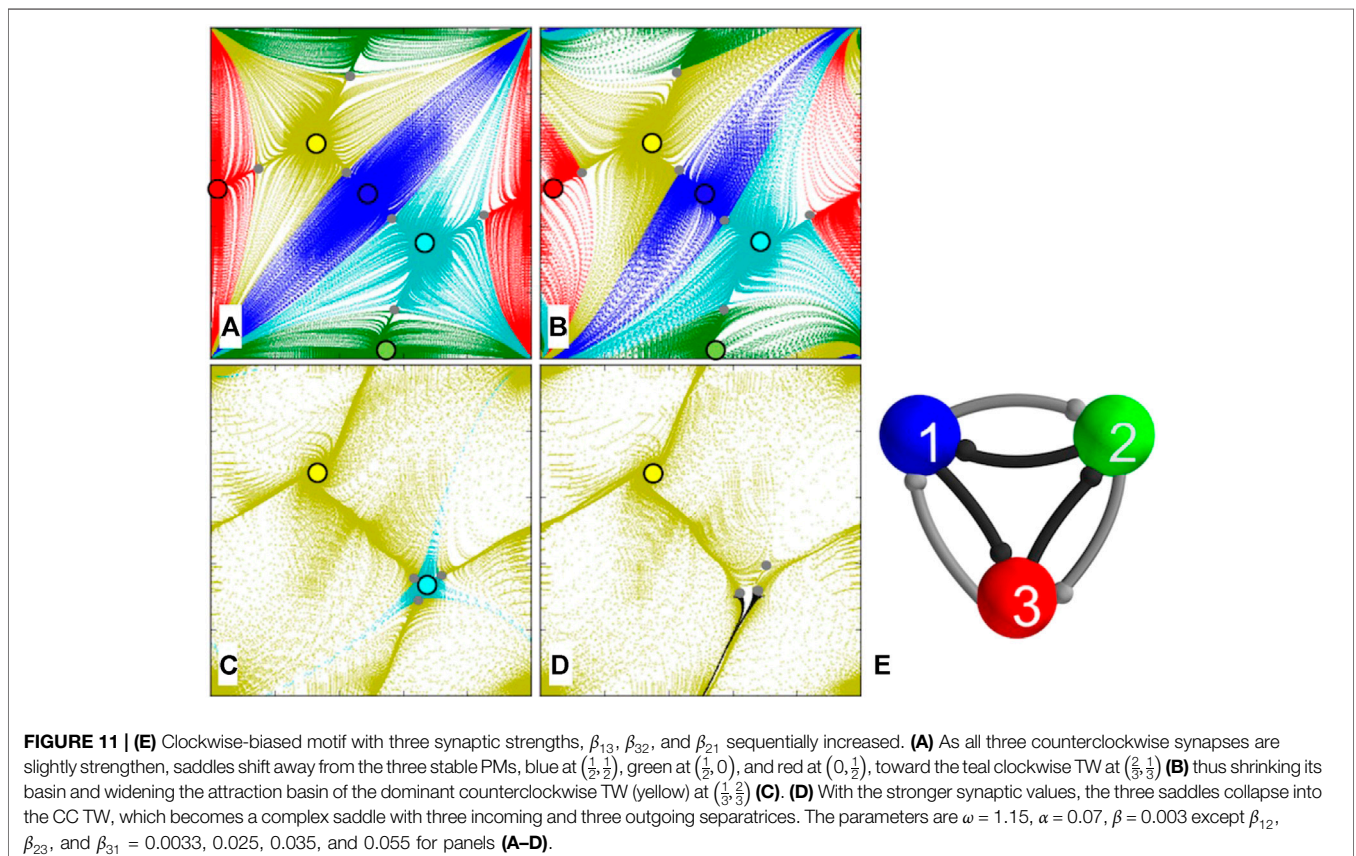 A
B
C
D
E
1
2
3
FIGURE 11 | (E) Clockwise-biased motif with three synaptic strengths, β₁₃, β₃₂, and β₂₁ sequentially increased. (A) As all three counterclockwise synapses are
slightly strengthen, saddles shift away from the three stable PMs, blue at (1/2, 1/2), green at (1/2, 0), and red at (0, 1/2), toward the teal clockwise TW at (2/3, 1/3) (B) thus shrinking its
basin and widening the attraction basin of the dominant counterclockwise TW (yellow) at (1/3, 2/3) (C). (D) With the stronger synaptic values, the three saddles collapse into
the CC TW, which becomes a complex saddle with three incoming and three outgoing separatrices. The parameters are ω = 1.15, α = 0.07, β = 0.003 except β₁₂,
β₂₃, and β₃₁ = 0.0033, 0.025, 0.035, and 0.055 for panels (A–D).